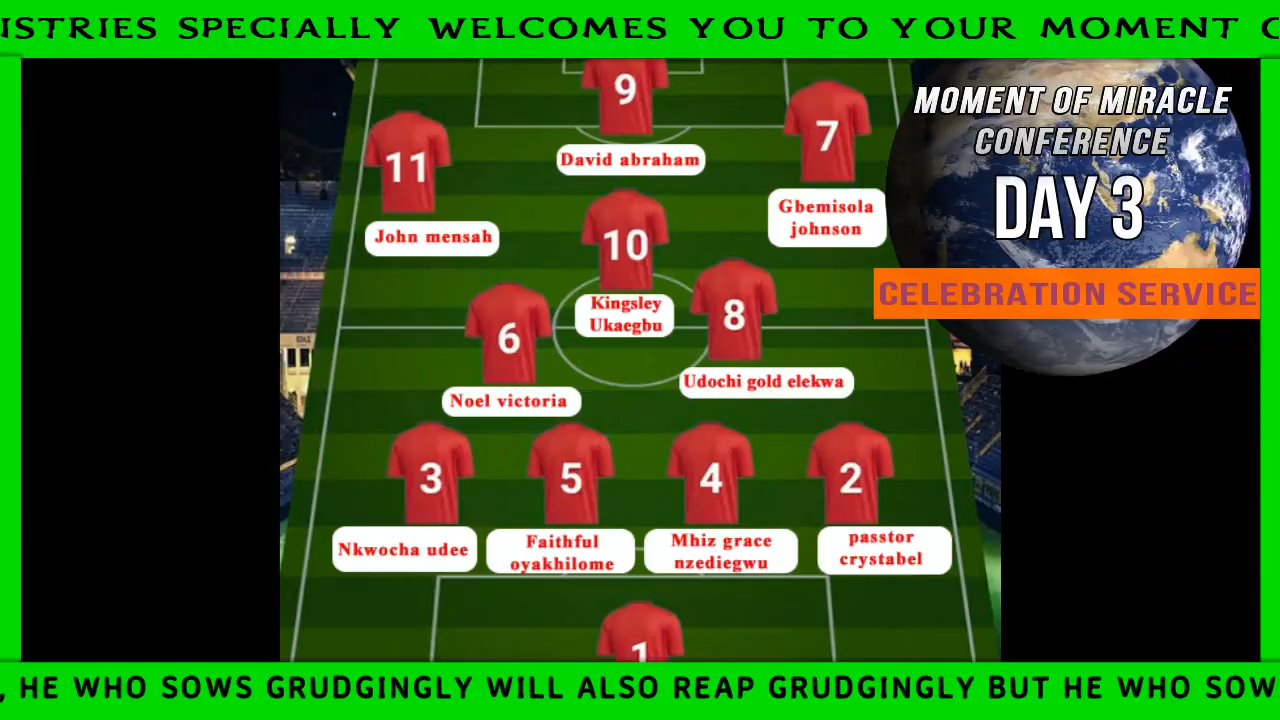 ISTRIES SPECIALLY WELCOMES YOU TO YOUR MOMENT
9
David abraham
11
John mensah
7
Gbemisola
johnson
MOMENT OF MIRACLE
CONFERENCE
DAY 3
CELEBRATION SERVICE
10
Kingsley
Ukaegbu
6
Noel victoria
8
Udochi gold elekwa
3
Nkwocha udee
5
Faithful
oyakhilome
4
Mhiz grace
nzediegwu
2
passtor
crystabel
1
, HE WHO SOWS GRUDGINGLY WILL ALSO REAP GRUDGINGLY BUT HE WHO SOW